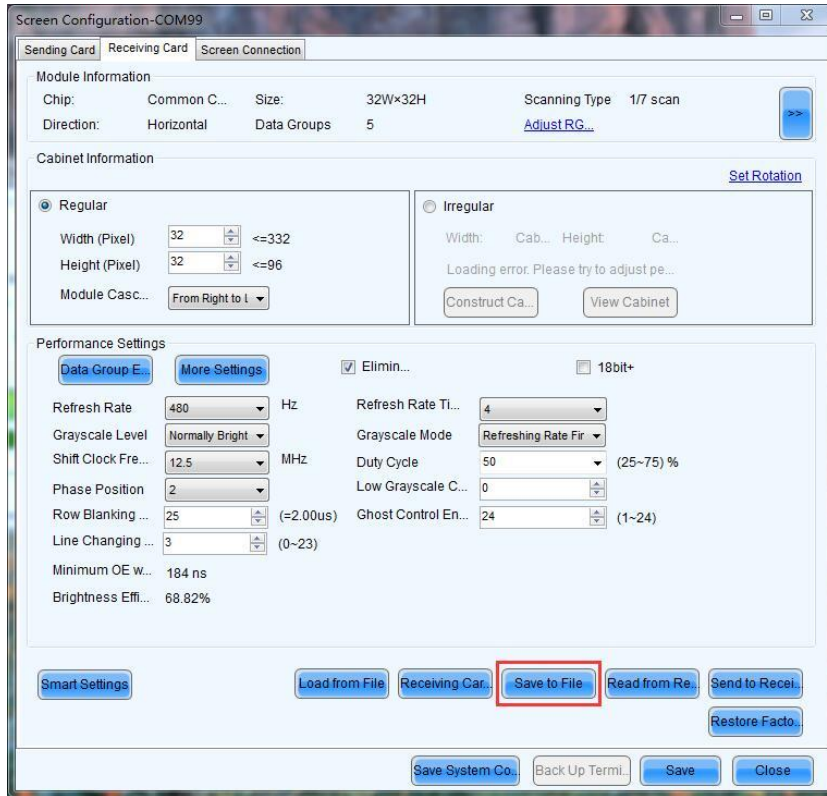 Screen Configuration-COM99
Sending Card Receiving Card Screen Connection
Module Information
Chip: Common C... Size: 32W×32H Scanning Type 1/7 scan
Direction: Horizontal Data Groups 5 Adjust RG...
>>
Cabinet Information
Set Rotation
Regular
Width (Pixel) 32 <=332
Height (Pixel) 32 <=96
Module Casc... From Right to L
Irregular
Width: Cab... Height: Ca...
Loading error. Please try to adjust pe...
Construct Ca... View Cabinet
Performance Settings
Data Group E... More Settings Elimin... 18bit+
Refresh Rate 480 Hz Refresh Rate Ti... 4
Grayscale Level Normally Bright Grayscale Mode Refreshing Rate Fir
Shift Clock Fre... 12.5 MHz Duty Cycle 50 (25~75) %
Phase Position 2 Low Grayscale C... 0
Row Blanking ... 25 (=2.00us) Ghost Control En... 24 (1~24)
Line Changing ... 3 (0~23)
Minimum OE w... 184 ns
Brightness Effi... 68.82%
Smart Settings Load from File Receiving Car... Save to File Read from Re... Send to Recei...
Restore Facto...
Save System Co... Back Up Termi... Save Close